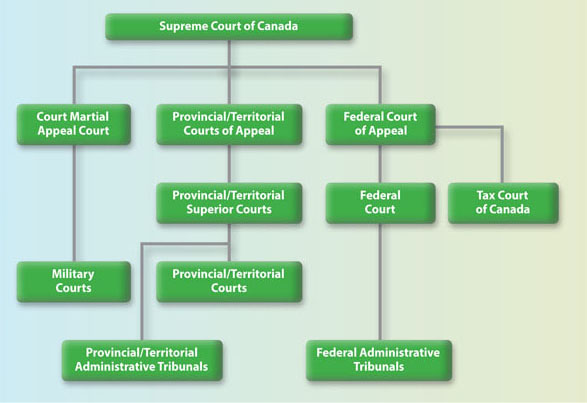 Supreme Court of Canada
Court Martial
Appeal Court
Provincial/Territorial
Courts of Appeal
Federal Court
of Appeal
Provincial/Territorial
Superior Courts
Federal
Court
Tax Court
of Canada
Military
Courts
Provincial/Territorial
Courts
Provincial/Territorial
Administrative Tribunals
Federal Administrative
Tribunals